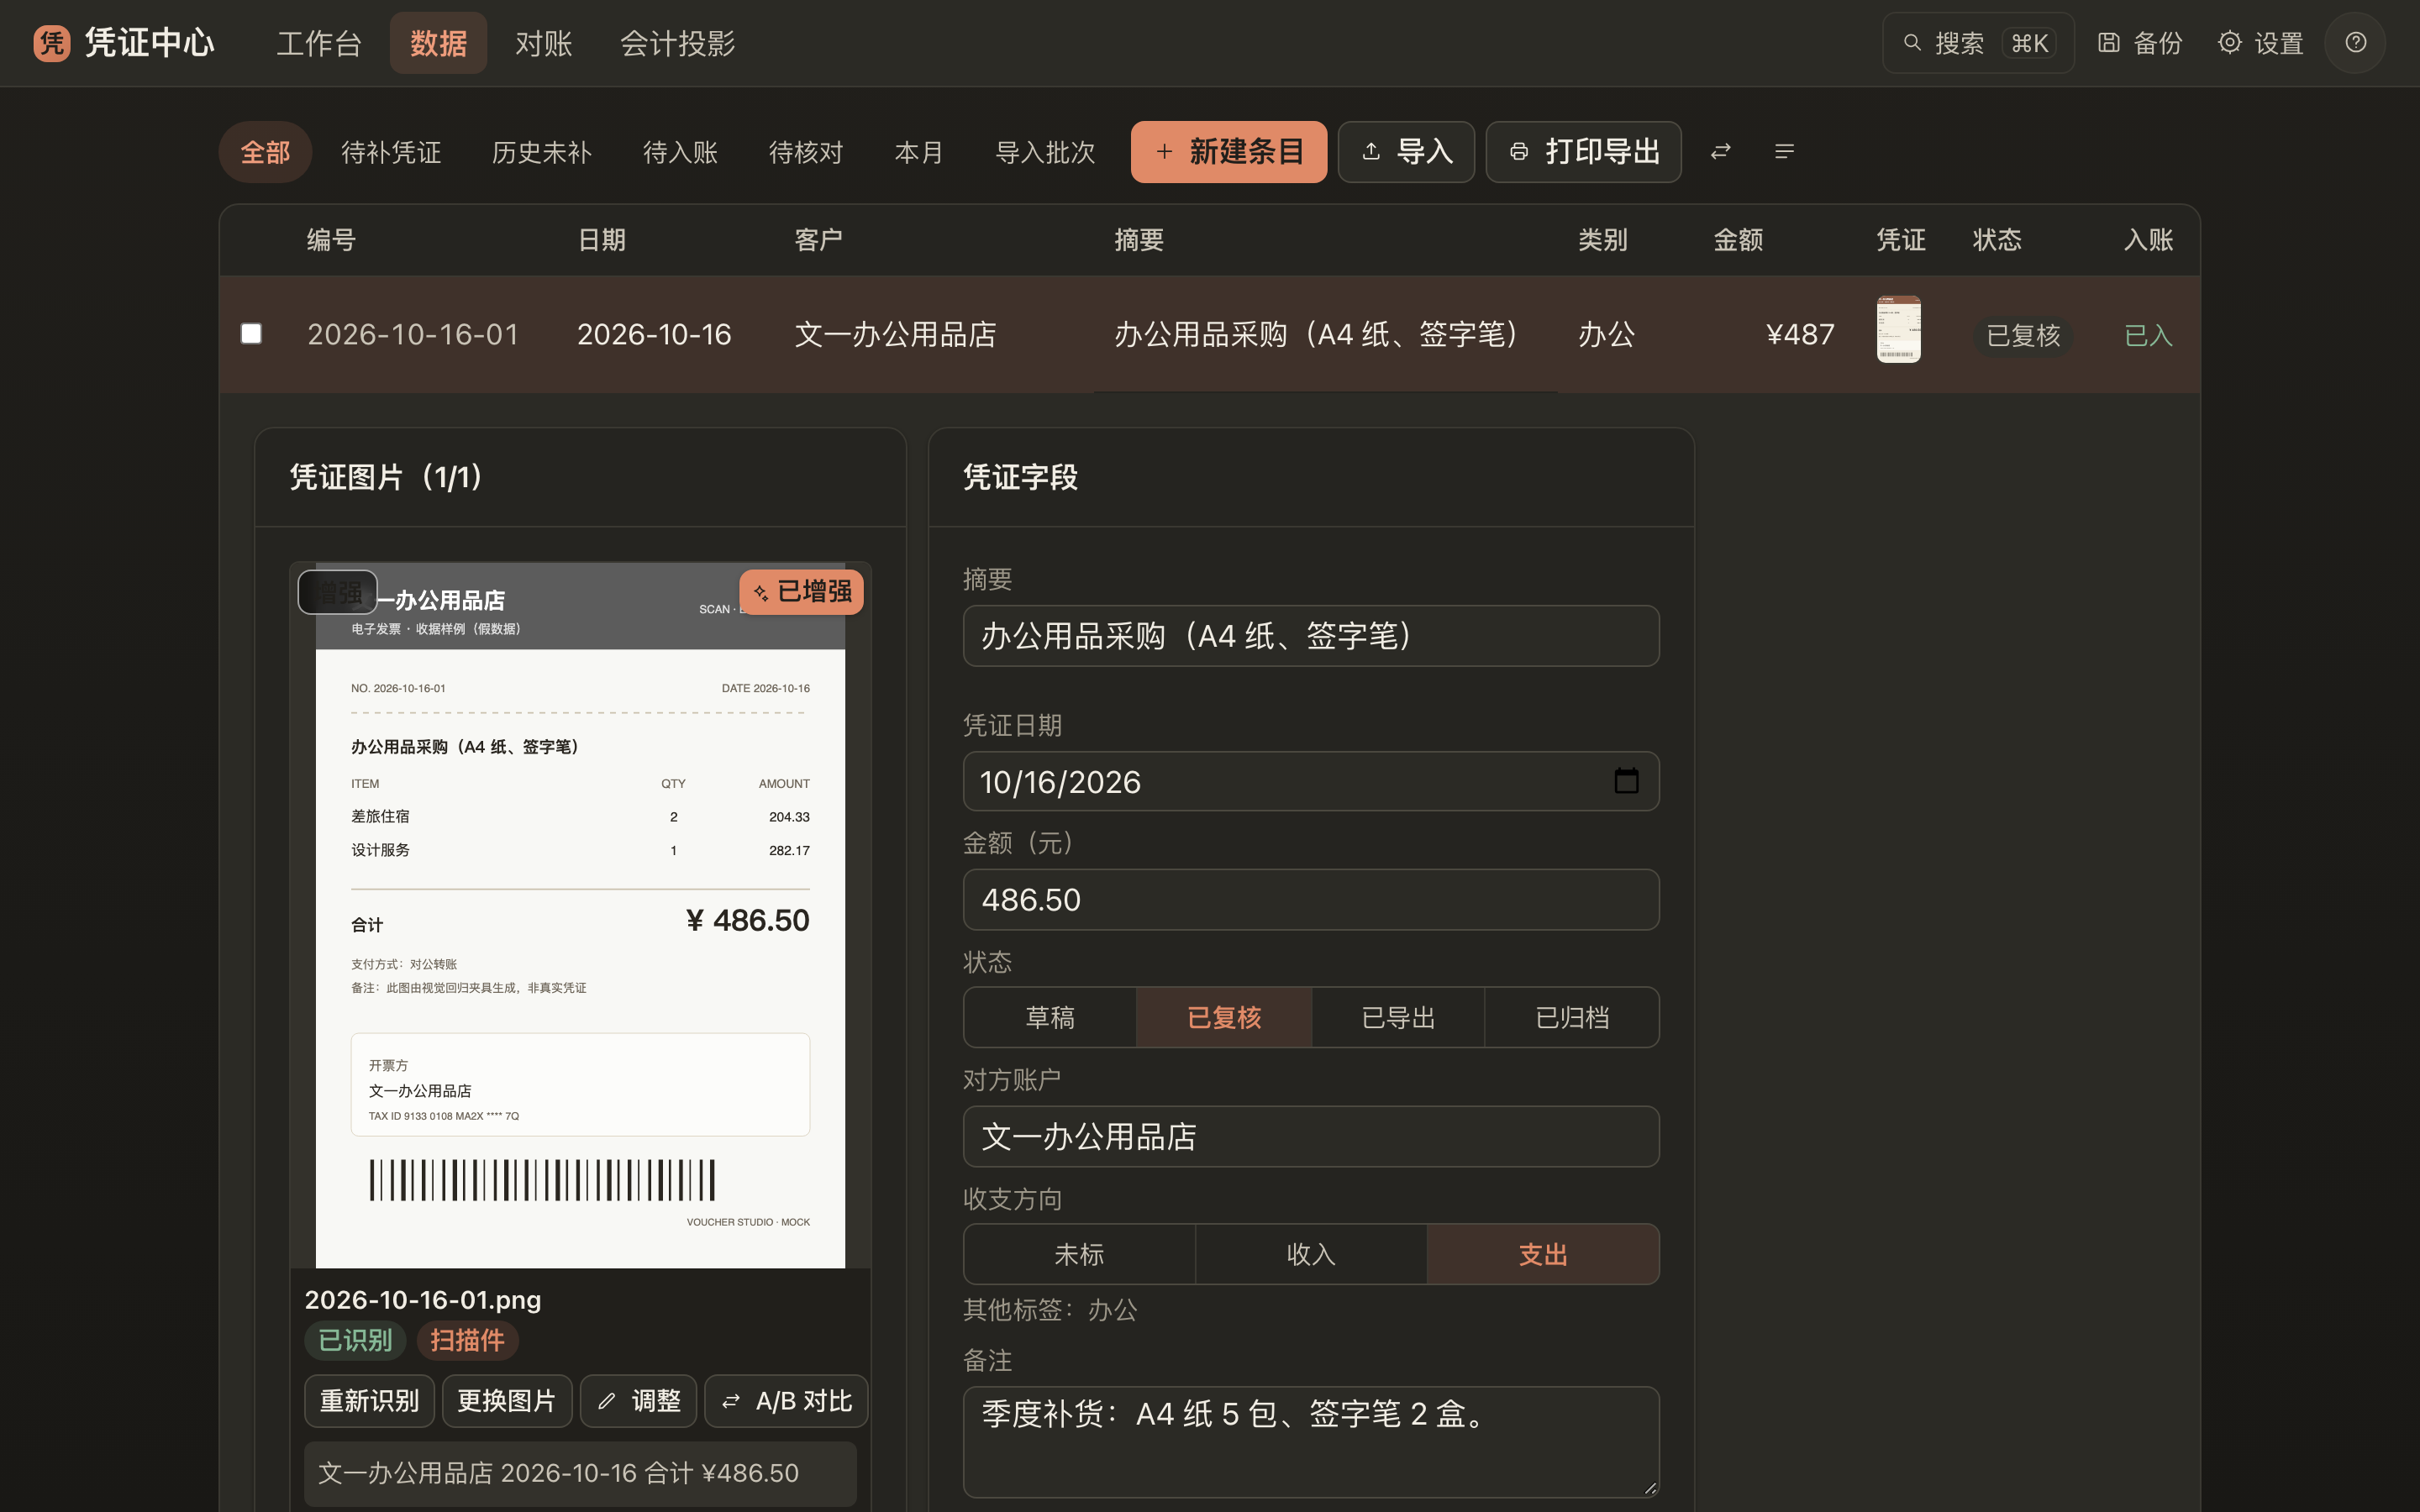 凭 凭证中心 工作台 数据 对账 会计投影 搜索 ⌘K 备份 设置
全部 待补凭证 历史未补 待入账 待核对 本月 导入批次 + 新建条目 导入 打印导出
编号 日期 客户 摘要 类别 金额 凭证 状态 入账
2026-10-16-01 2026-10-16 文一办公用品店 办公用品采购（A4 纸、签字笔） 办公 ¥487 已复核 已入
凭证图片（1/1）
增强 一办公用品店 SCAN · 已增强
电子发票 · 收据样例（假数据）
NO. 2026-10-16-01 DATE 2026-10-16
办公用品采购（A4 纸、签字笔）
ITEM QTY AMOUNT
差旅住宿 2 204.33
设计服务 1 282.17
合计 ¥ 486.50
支付方式：对公转账
备注：此图由视觉回归夹具生成，非真实凭证
开票方
文一办公用品店
TAX ID 9133 0108 MA2X **** 7Q
VOUCHER STUDIO · MOCK
2026-10-16-01.png
已识别 扫描件
重新识别 更换图片 调整 A/B 对比
文一办公用品店 2026-10-16 合计 ¥486.50
凭证字段
摘要
办公用品采购（A4 纸、签字笔）
凭证日期
10/16/2026
金额（元）
486.50
状态
草稿 已复核 已导出 已归档
对方账户
文一办公用品店
收支方向
未标 收入 支出
其他标签：办公
备注
季度补货：A4 纸 5 包、签字笔 2 盒。